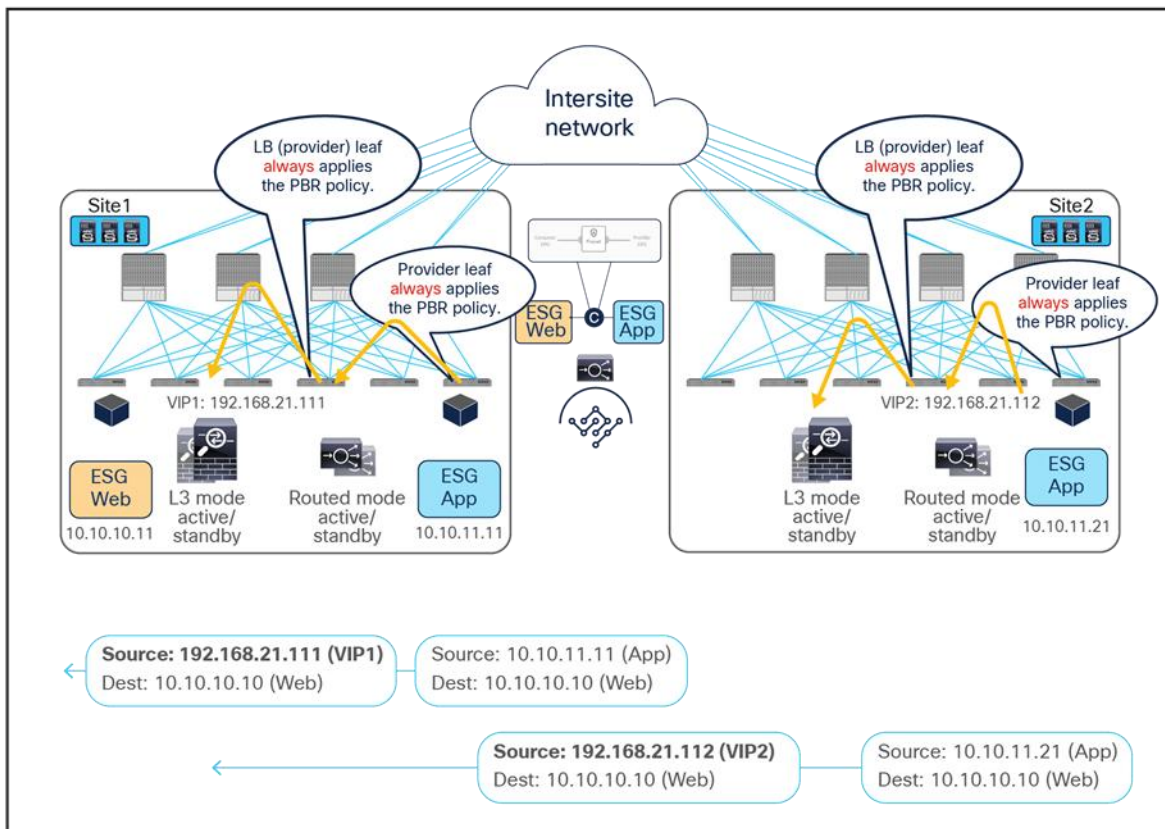 Intersite
network
LB (provider) leaf
always applies
the PBR policy.
LB (provider) leaf
always applies
the PBR policy.
Site1
Site2
Provider leaf
always applies
the PBR policy.
Provider leaf
always applies
the PBR policy.
ESG
Web
C
ESG
App
VIP1: 192.168.21.111
VIP2: 192.168.21.112
ESG
Web
10.10.10.11
L3 mode
active/
standby
Routed mode
active/
standby
ESG
App
10.10.11.11
L3 mode
active/
standby
Routed mode
active/
standby
ESG
App
10.10.11.21
Source: 192.168.21.111 (VIP1)
Dest: 10.10.10.10 (Web)
Source: 10.10.11.11 (App)
Dest: 10.10.10.10 (Web)
Source: 192.168.21.112 (VIP2)
Dest: 10.10.10.10 (Web)
Source: 10.10.11.21 (App)
Dest: 10.10.10.10 (Web)